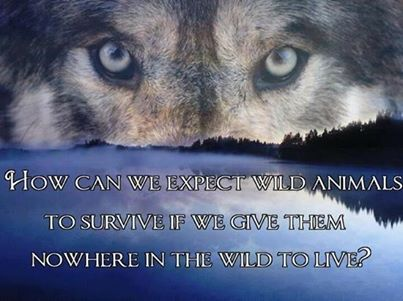 How can we expect wild animals
to survive if we give them
nowhere in the wild to live?